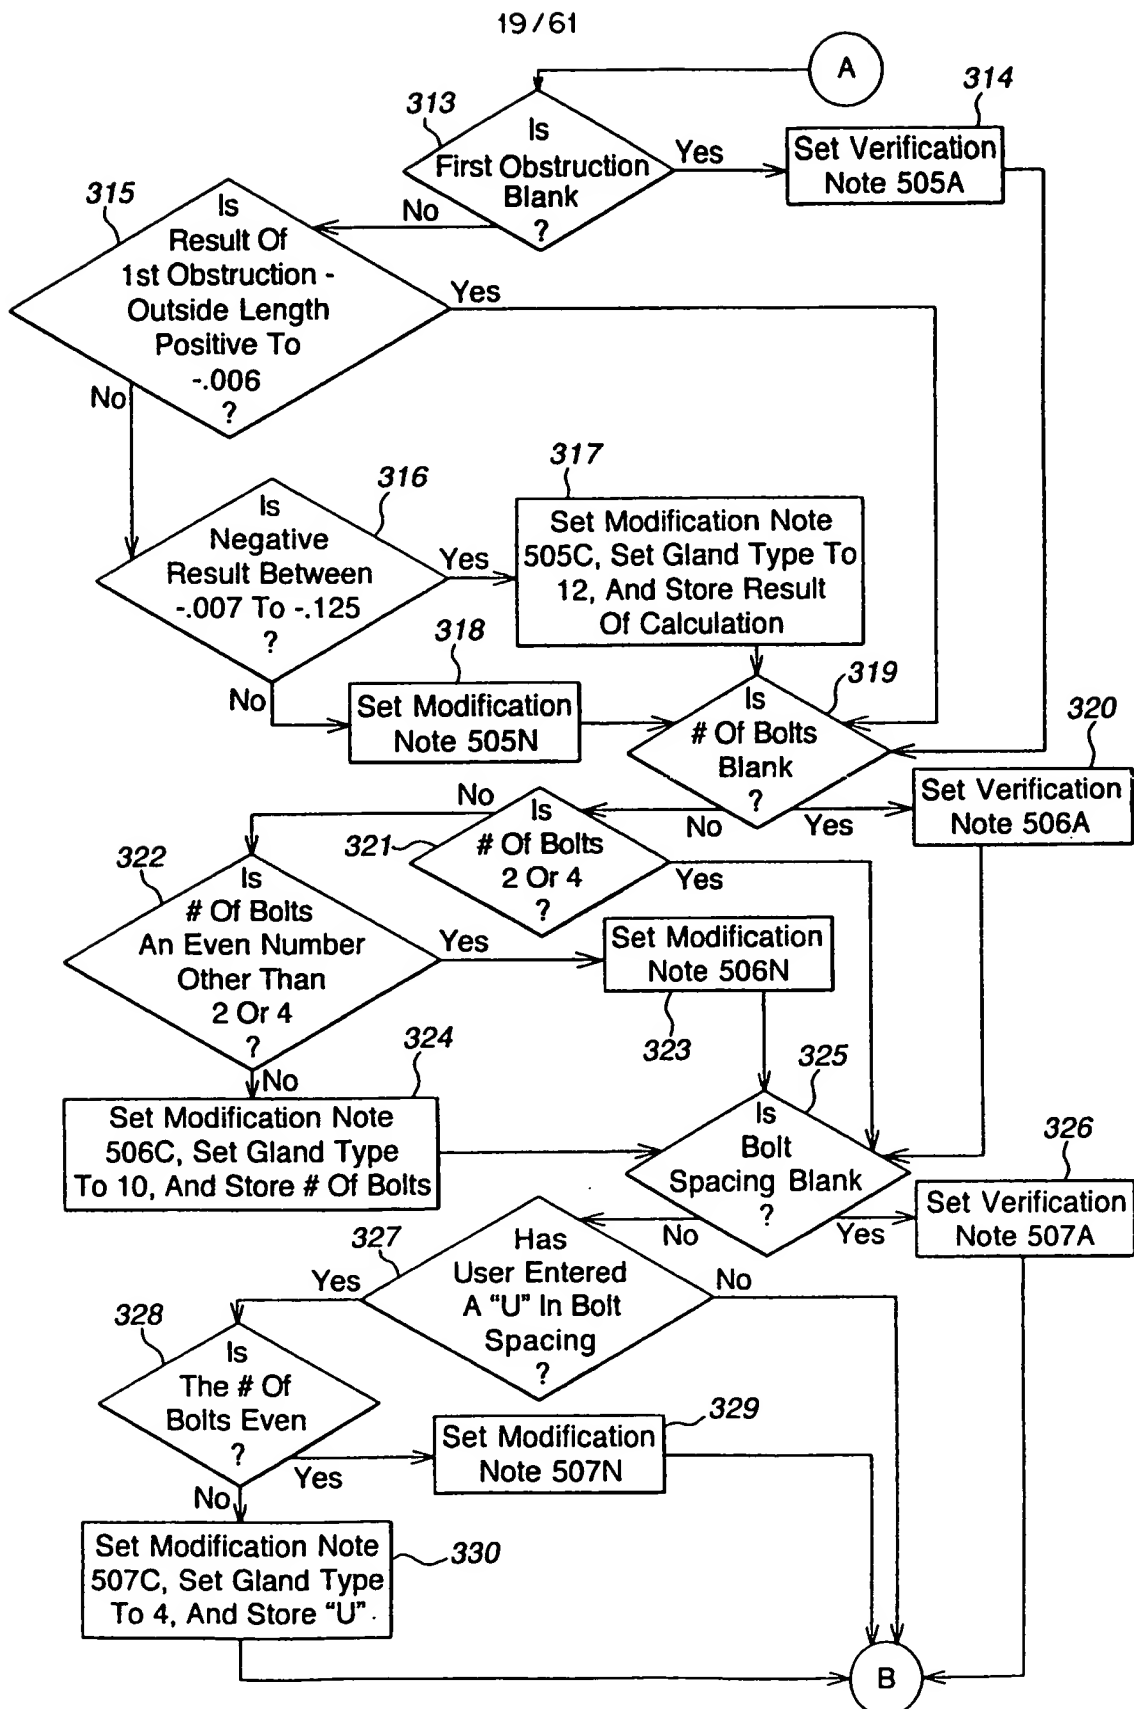 19/61
A
313
Is
First Obstruction
Blank
?
Yes
314
Set Verification
Note 505A
No
315
Is
Result Of
1st Obstruction -
Outside Length
Positive To
-.006
?
Yes
No
316
Is
Negative
Result Between
-.007 To -.125
?
Yes
317
Set Modification Note
505C, Set Gland Type To
12, And Store Result
Of Calculation
No
318
Set Modification
Note 505N
319
Is
# Of Bolts
Blank
?
No
Yes
320
Set Verification
Note 506A
321
Is
# Of Bolts
2 Or 4
?
No
Yes
322
Is
# Of Bolts
An Even Number
Other Than
2 Or 4
?
Yes
Set Modification
Note 506N
323
No
324
Set Modification Note
506C, Set Gland Type
To 10, And Store # Of Bolts
325
Is
Bolt
Spacing Blank
?
No
Yes
326
Set Verification
Note 507A
327
Has
User Entered
A "U" In Bolt
Spacing
?
Yes
No
328
Is
The # Of
Bolts Even
?
Yes
329
Set Modification
Note 507N
No
Set Modification Note
507C, Set Gland Type
To 4, And Store "U"
330
B